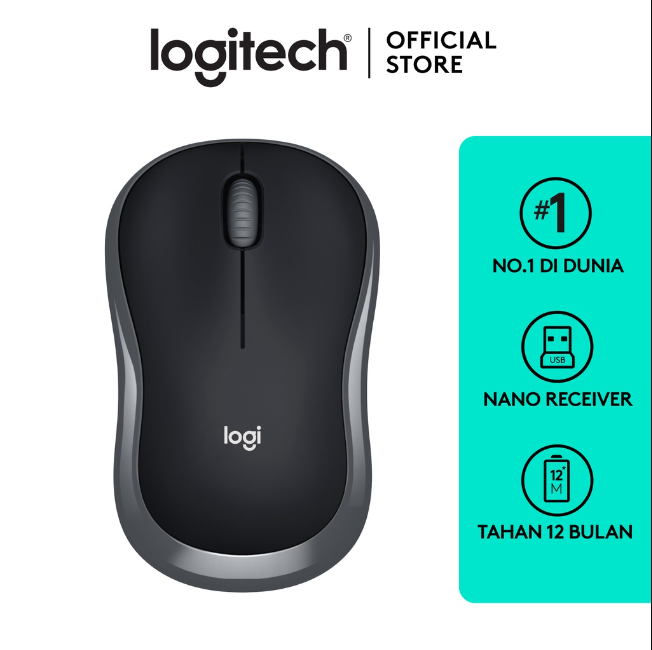 logitech®
OFFICIAL
STORE
logi
#1
NO.1 DI DUNIA
USB
NANO RECEIVER
12*
M
TAHAN 12 BULAN